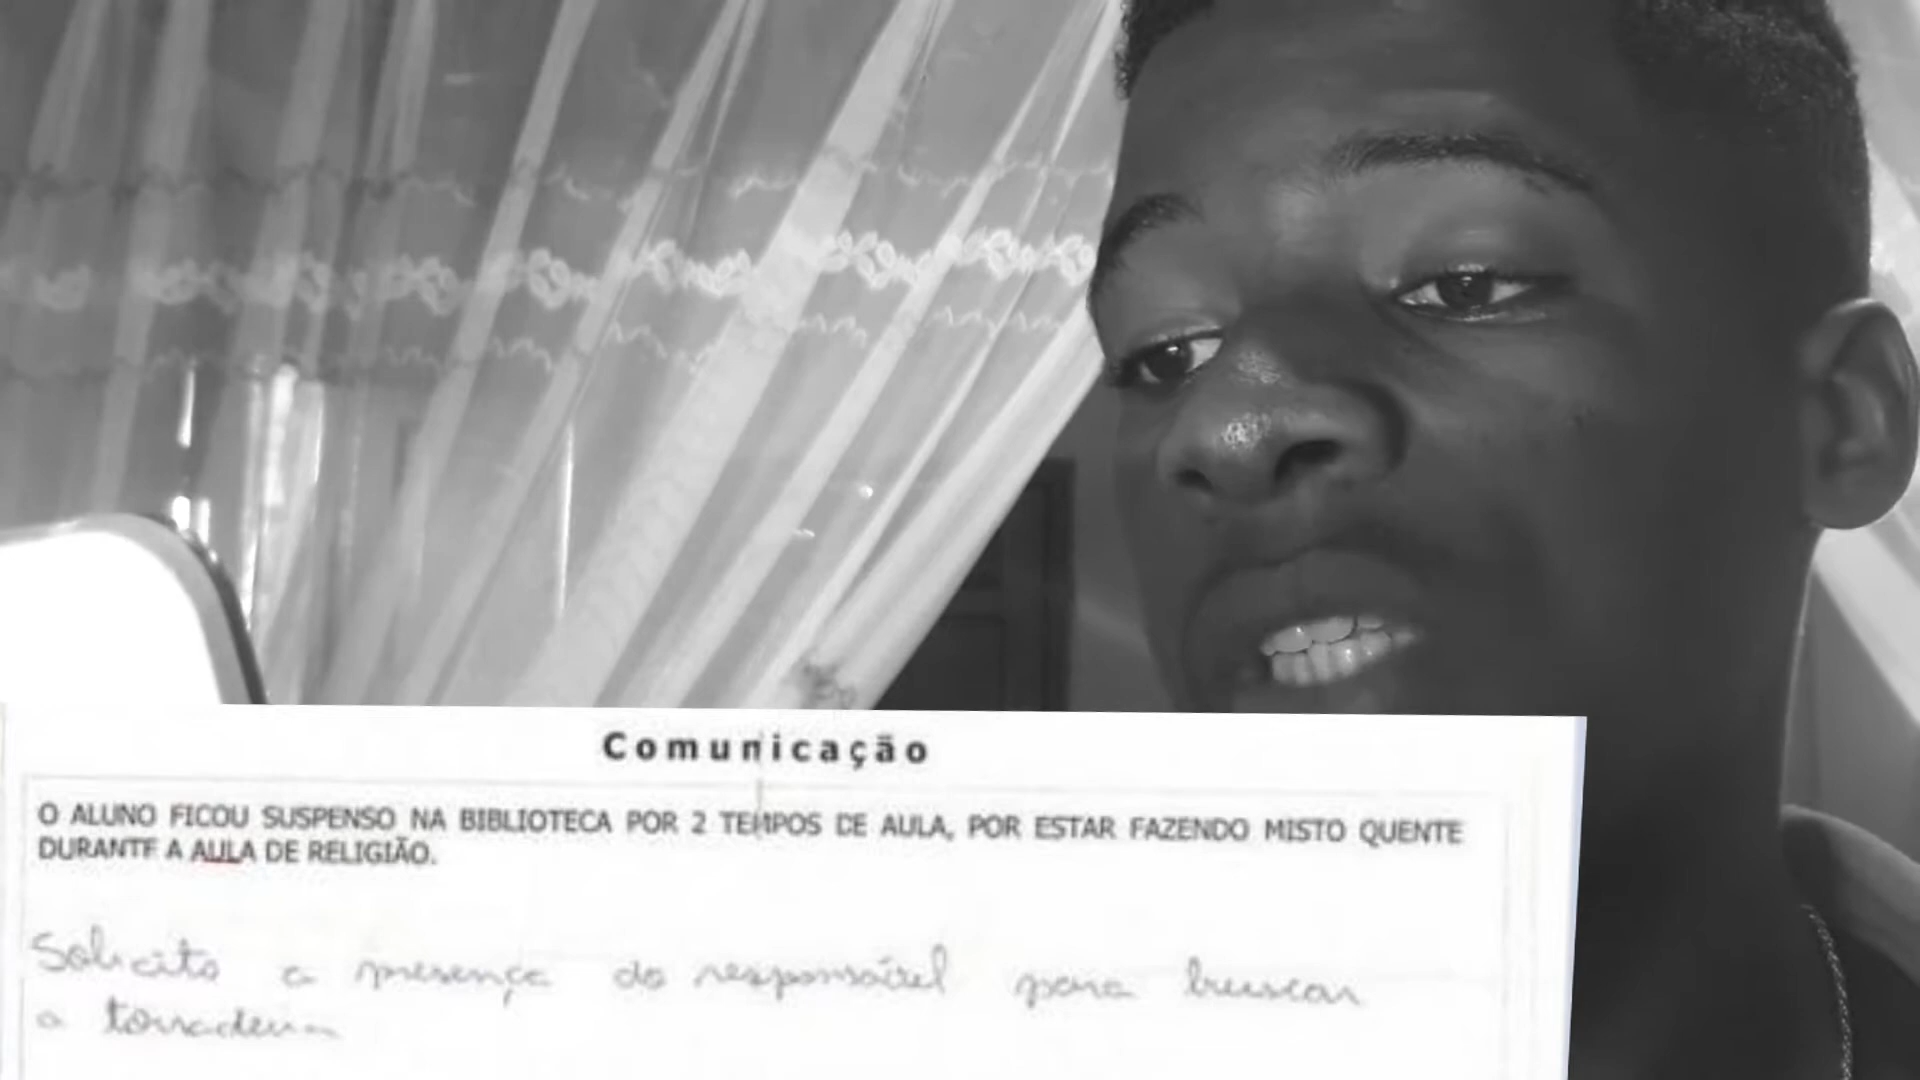 Comunicação
O ALUNO FICOU SUSPENSO NA BIBLIOTECA POR 2 TEMPOS DE AULA, POR ESTAR FAZENDO MISTO QUENTE
DURANTE A AULA DE RELIGIÃO.
Solicito a presença do responsável para buscar
a torradeira